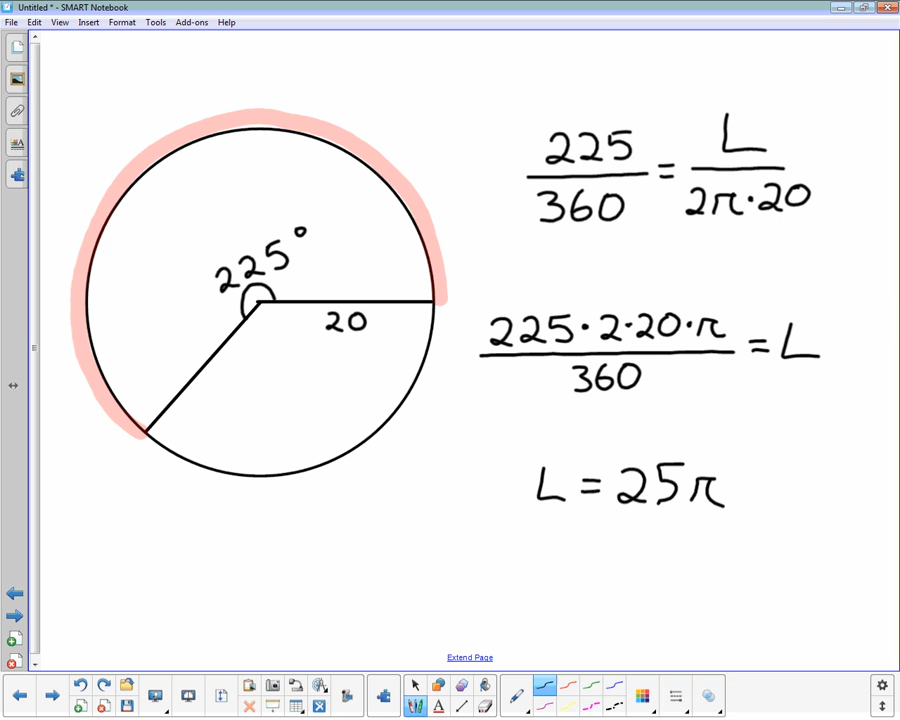 Untitled * - SMART Notebook
File Edit View Insert Format Tools Add-ons Help
225°
20
225/360 = L/2π·20
225·2·20·π/360 = L
L = 25π
Extend Page